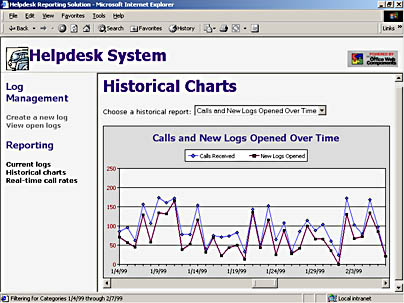 Helpdesk Reporting Solution - Microsoft Internet Explorer
File Edit View Favorites Tools Help
Back Search Favorites History Links
Helpdesk System
POWERED BY
Office Web
Components
Log
Management
Create a new log
View open logs
Reporting
Current logs
Historical charts
Real-time call rates
Historical Charts
Choose a historical report: Calls and New Logs Opened Over Time
Calls and New Logs Opened Over Time
Calls Received New Logs Opened
250
200
150
100
50
0
1/4/99 1/9/99 1/14/99 1/19/99 1/24/99 1/29/99 2/3/99
Filtering for Categories 1/4/99 through 2/7/99 Local intranet